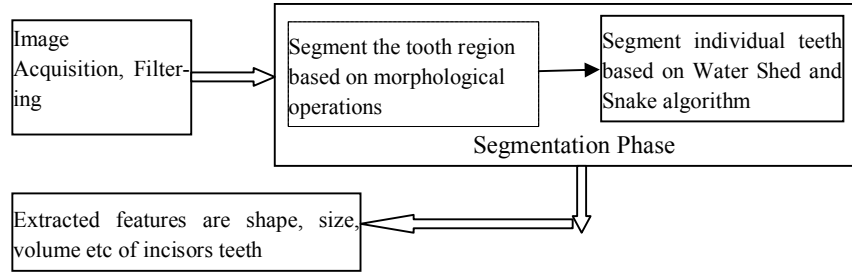 Image
Acquisition, Filter-
ing
Segment the tooth region
based on morphological
operations
Segment individual teeth
based on Water Shed and
Snake algorithm
Segmentation Phase
Extracted features are shape, size,
volume etc of incisors teeth